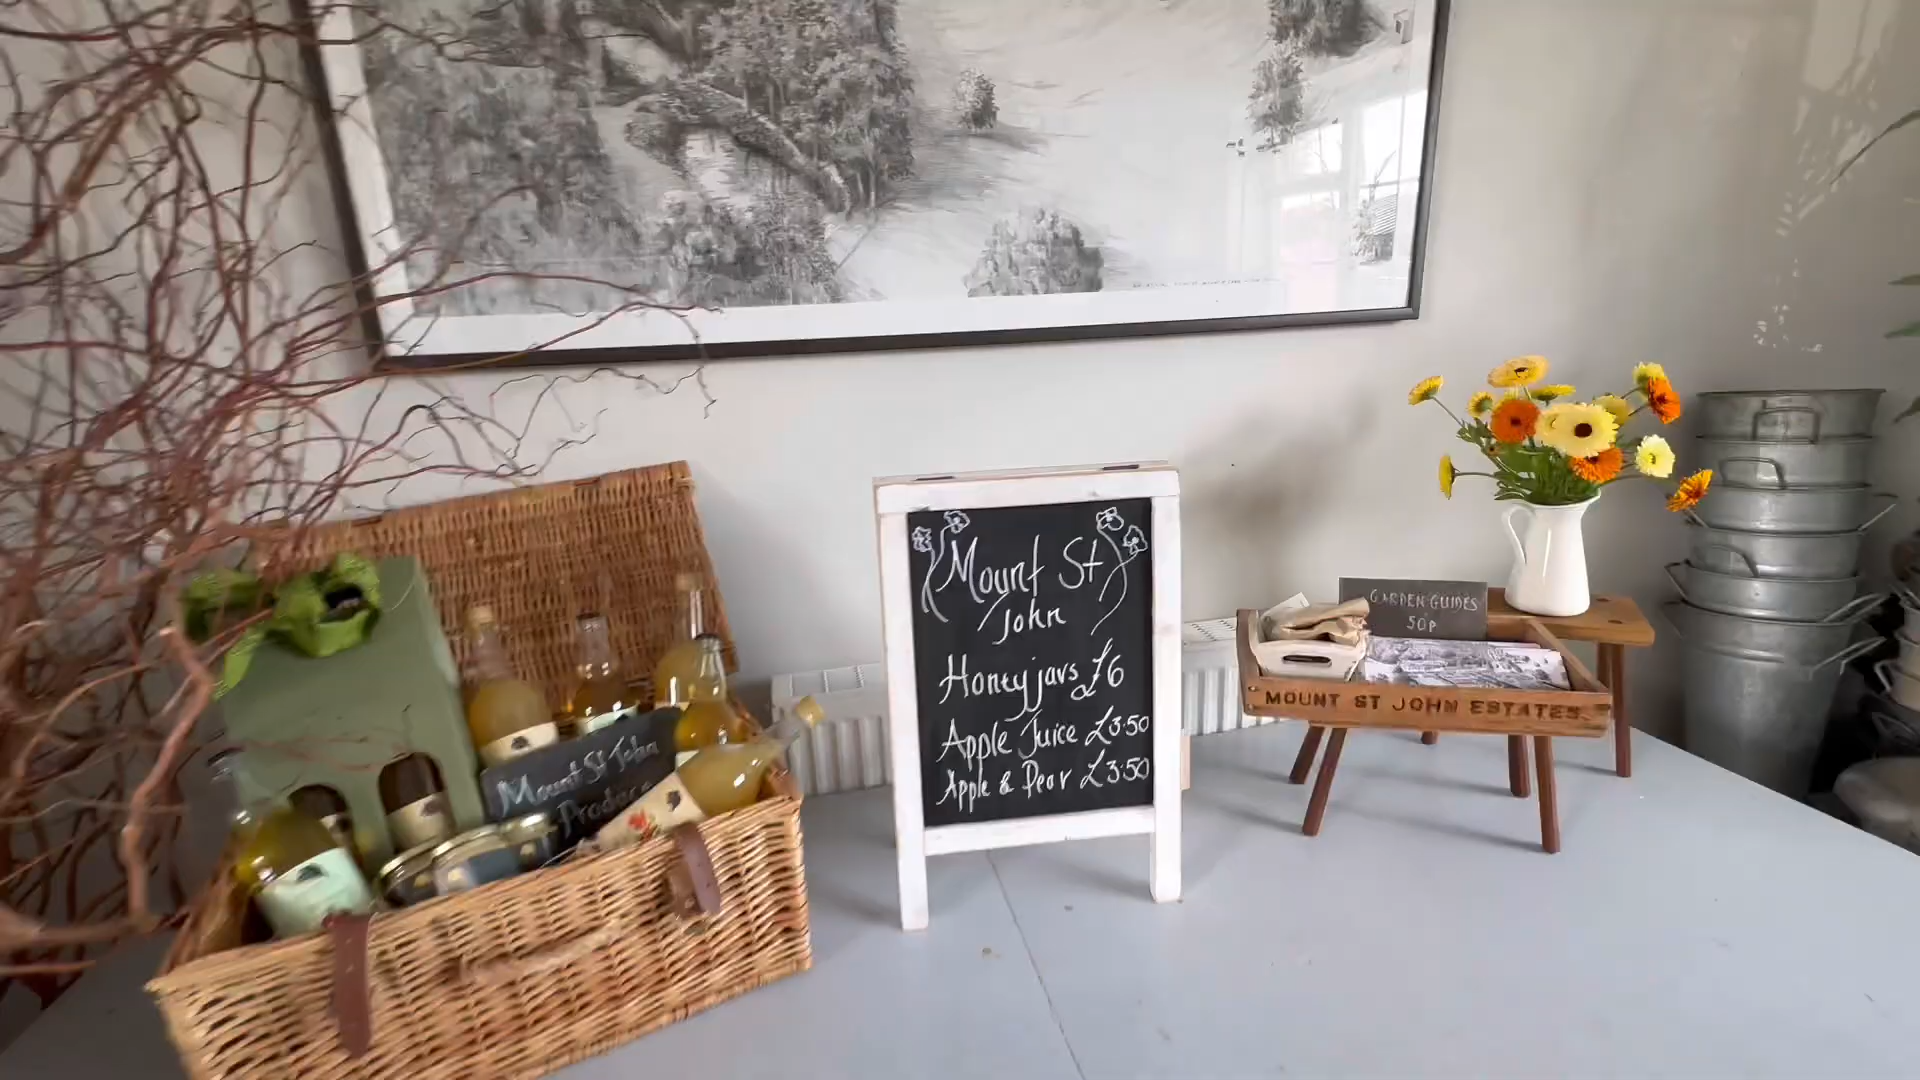 Mount St
John
Honey jars £6
Apple Juice £3.50
Apple & Pear £3.50
Mount St John
Produce
GARDEN GUIDES
50p
MOUNT ST JOHN ESTATES